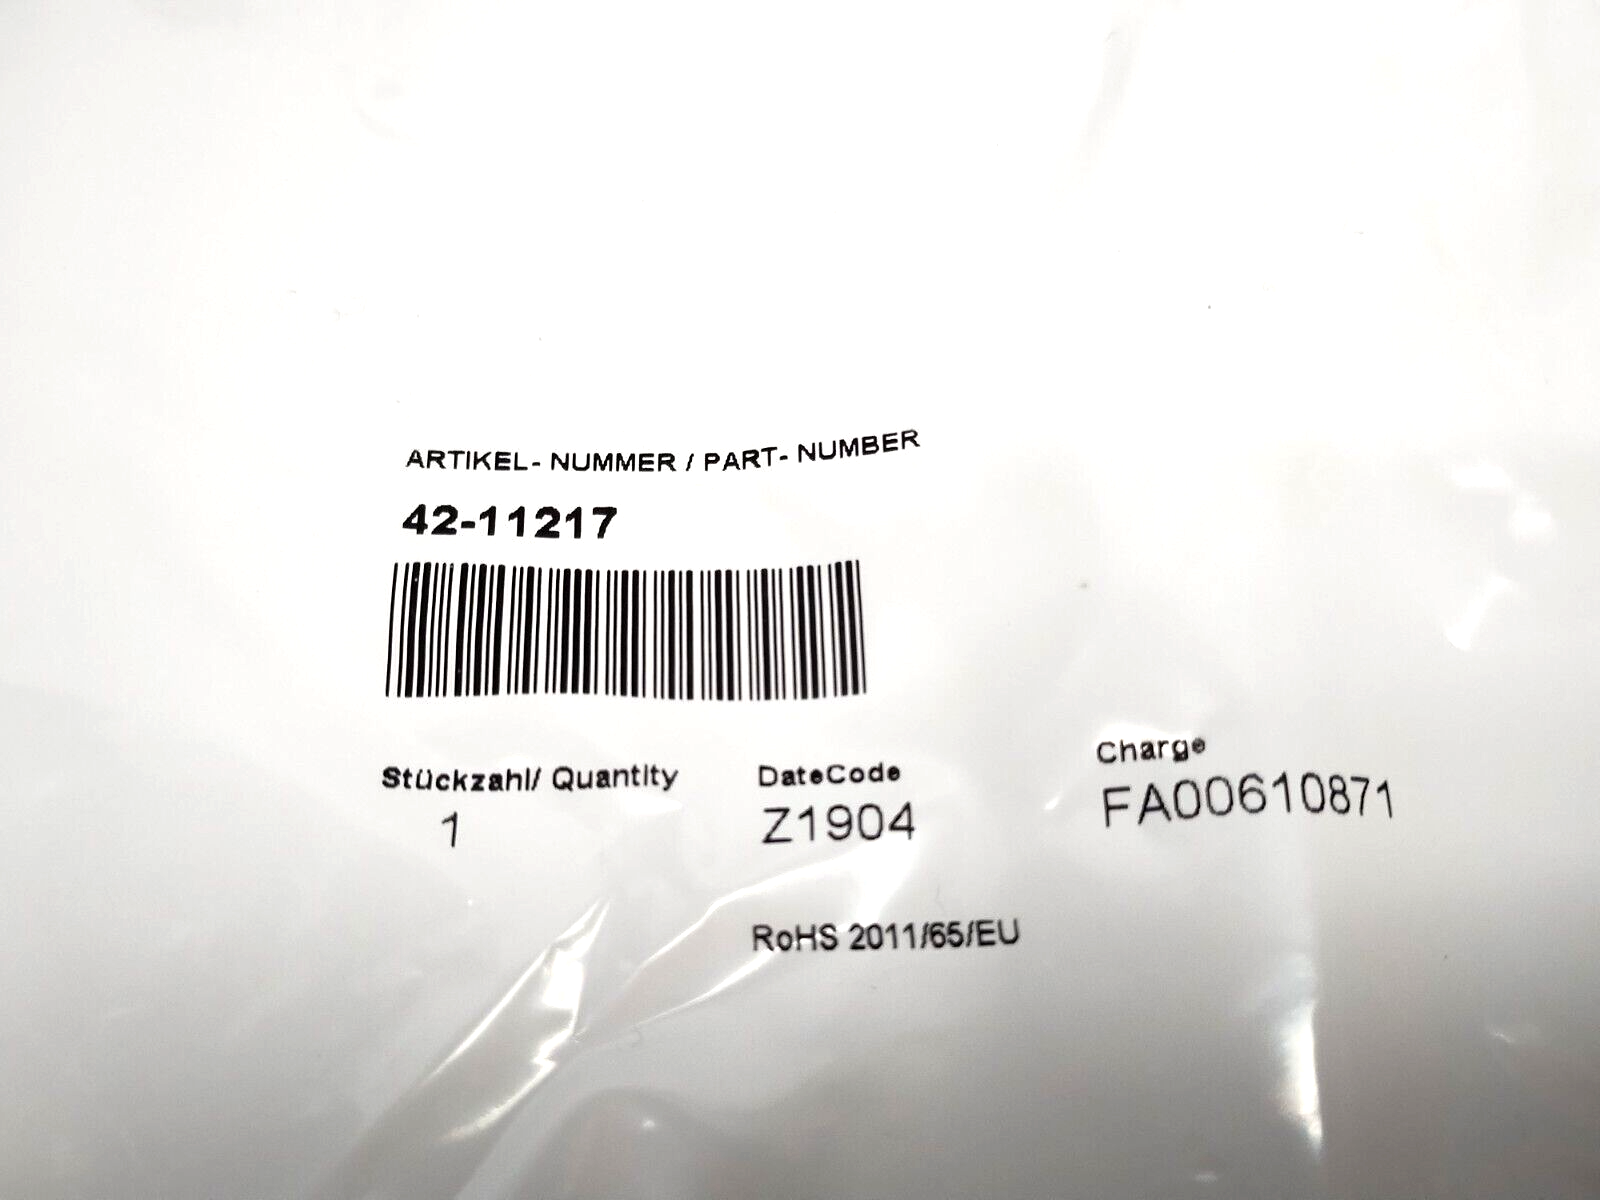 ARTIKEL- NUMMER / PART- NUMBER
42-11217
Stückzahl/ Quantity DateCode Charge
1 Z1904 FA00610871
RoHS 2011/65/EU